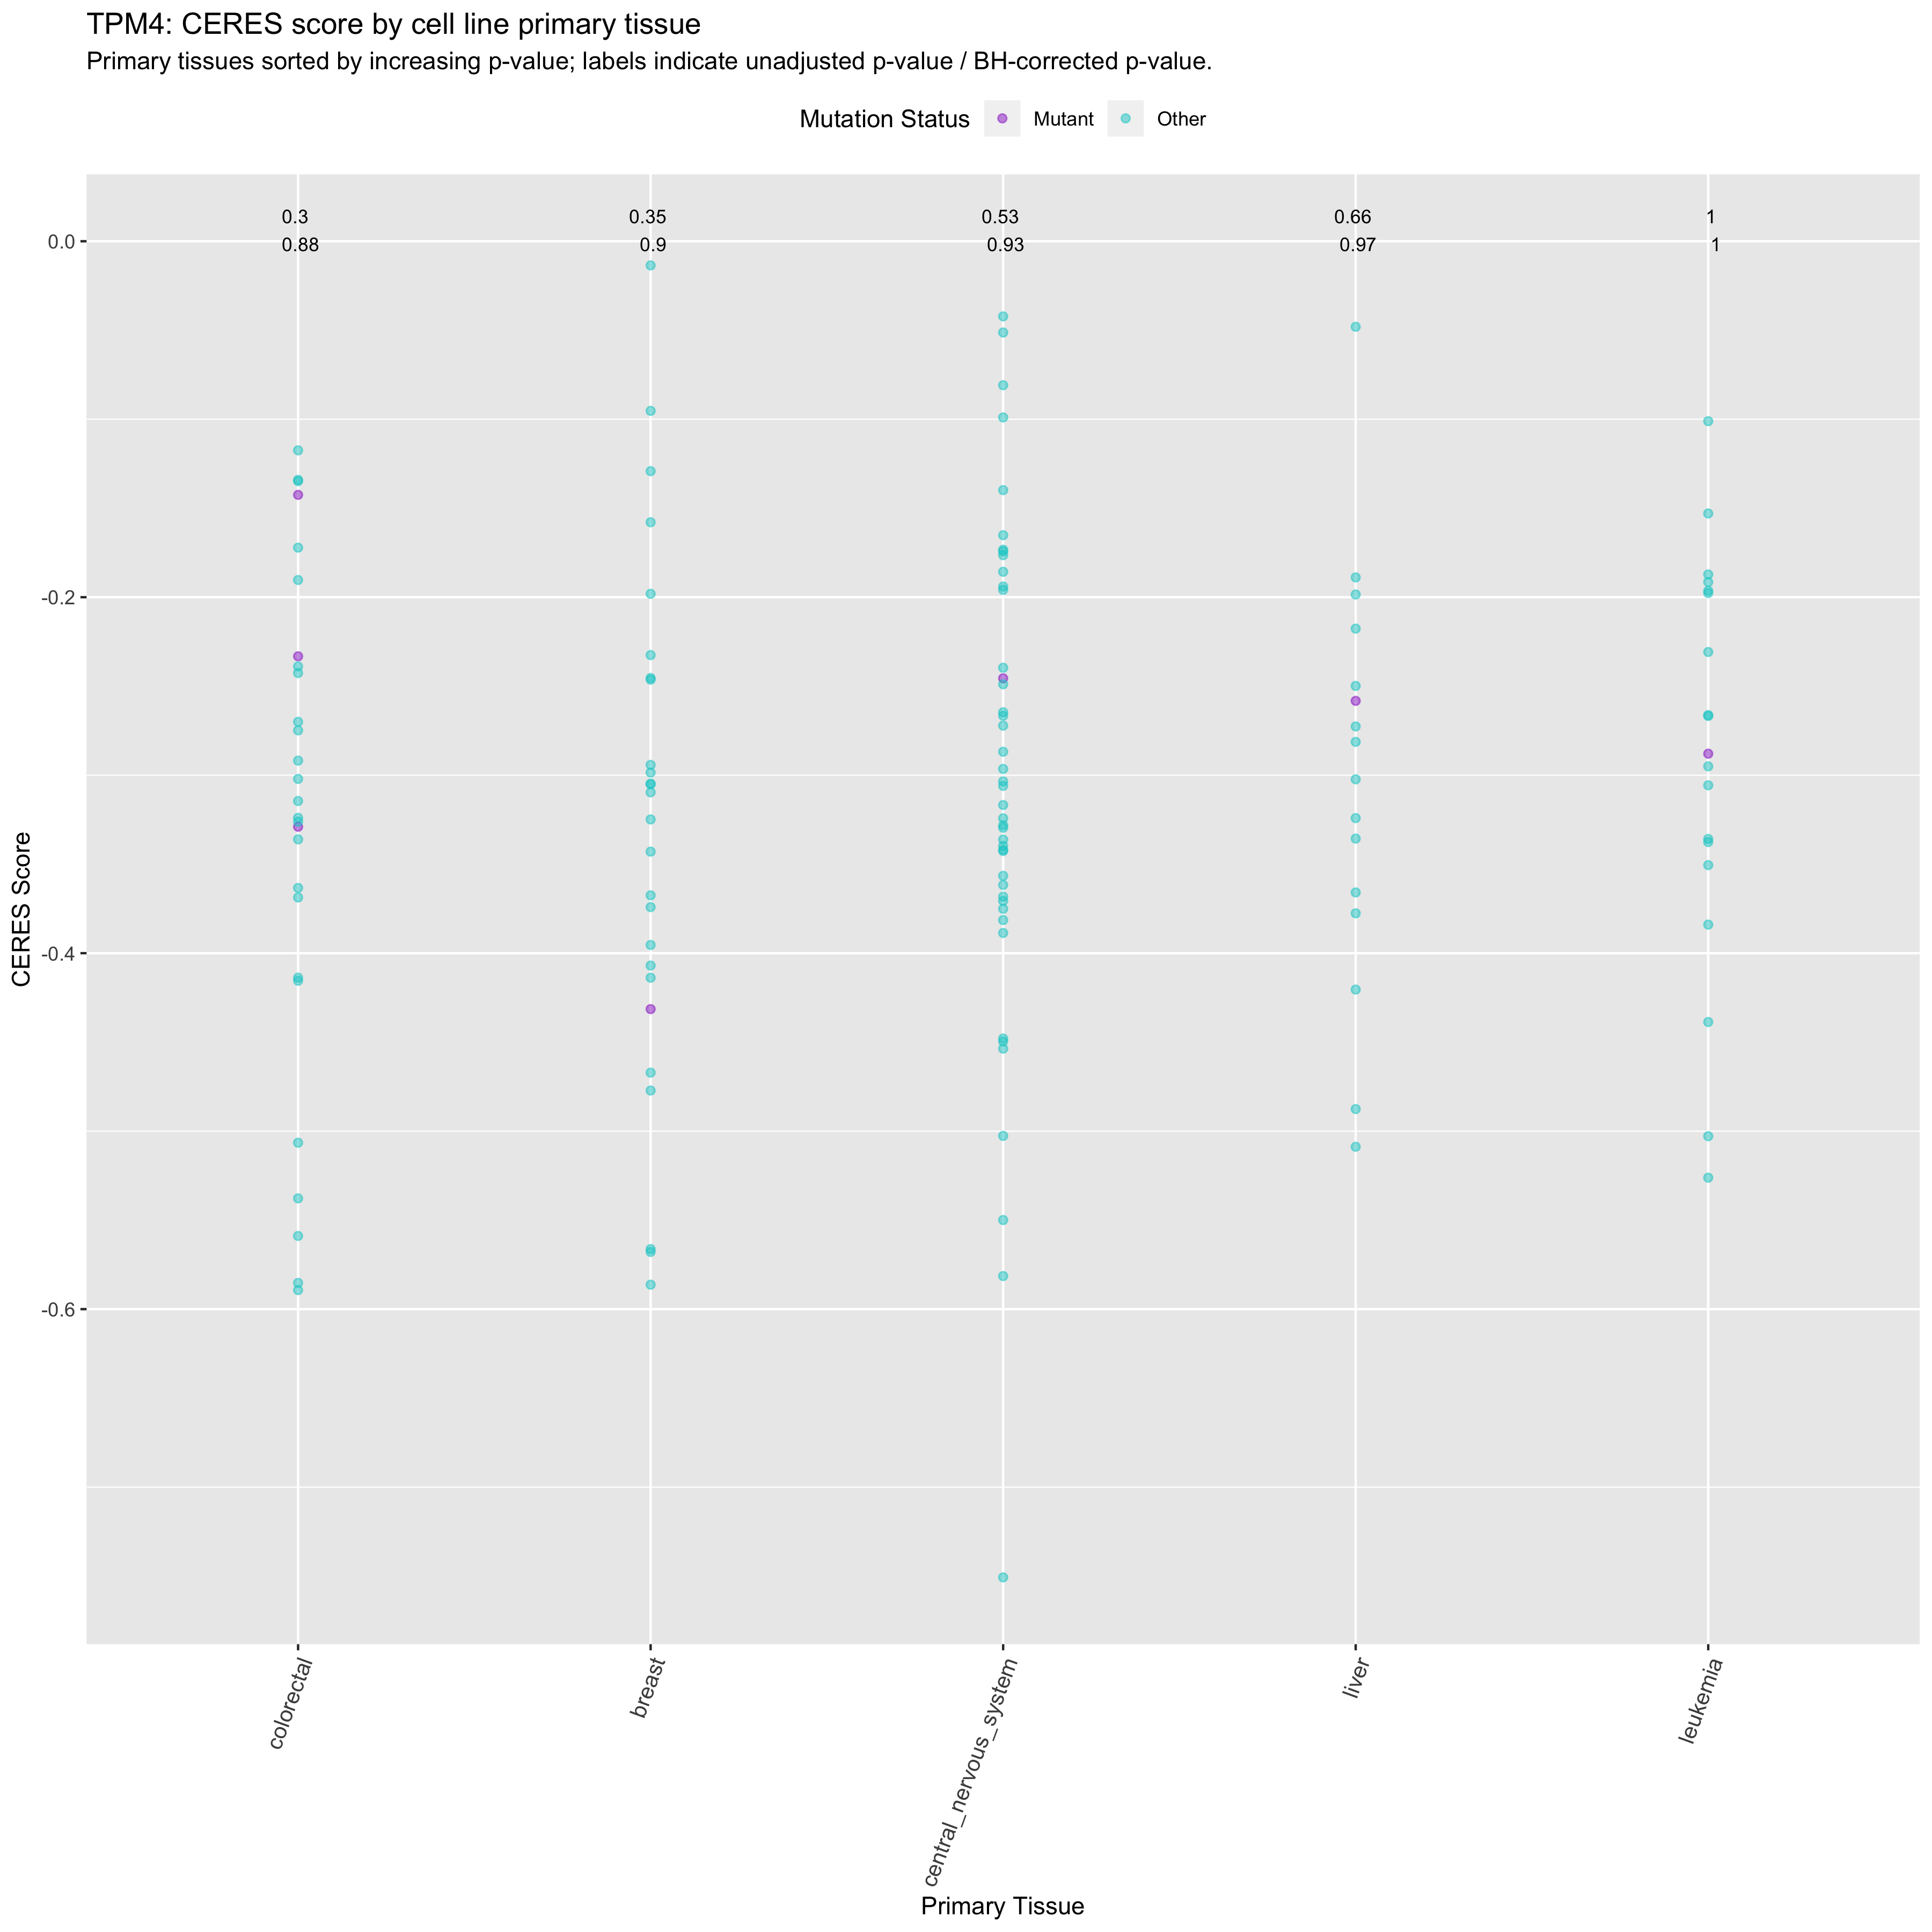 TPM4: CERES score by cell line primary tissue
Primary tissues sorted by increasing p-value; labels indicate unadjusted p-value / BH-corrected p-value.
Mutation Status Mutant Other
0.3 0.35 0.53 0.66 1
0.88 0.9 0.93 0.97 1
0.0
-0.2
-0.4
-0.6
CERES Score
colorectal breast central_nervous_system liver leukemia
Primary Tissue